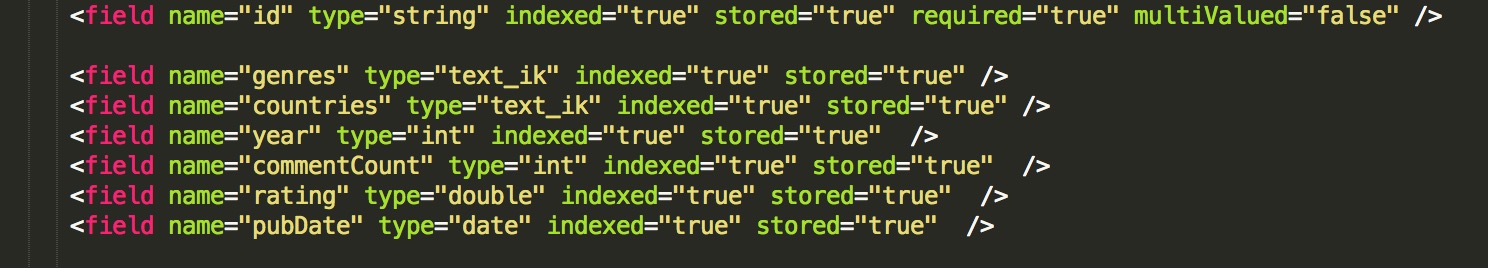 <field name="id" type="string" indexed="true" stored="true" required="true" multiValued="false" />
<field name="genres" type="text_ik" indexed="true" stored="true" />
<field name="countries" type="text_ik" indexed="true" stored="true" />
<field name="year" type="int" indexed="true" stored="true"  />
<field name="commentCount" type="int" indexed="true" stored="true"  />
<field name="rating" type="double" indexed="true" stored="true"  />
<field name="pubDate" type="date" indexed="true" stored="true"  />